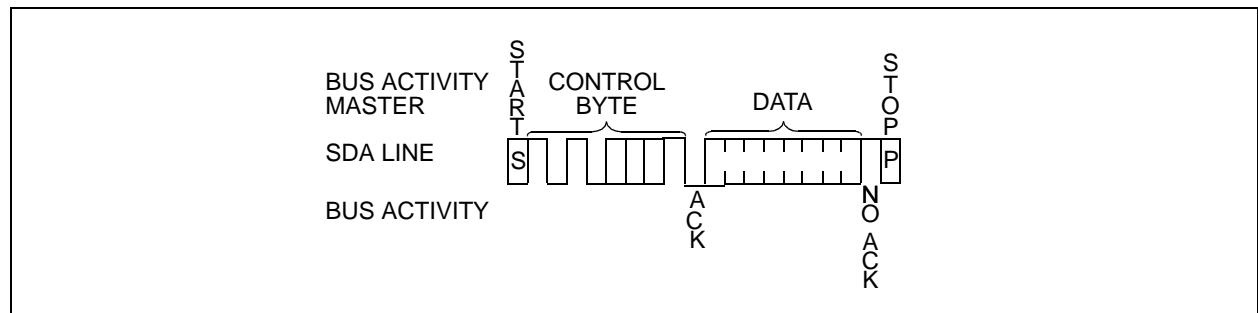 START
STOP
BUS ACTIVITY
MASTER
CONTROL
BYTE
DATA
SDA LINE
S
P
BUS ACTIVITY
ACK
NO ACK